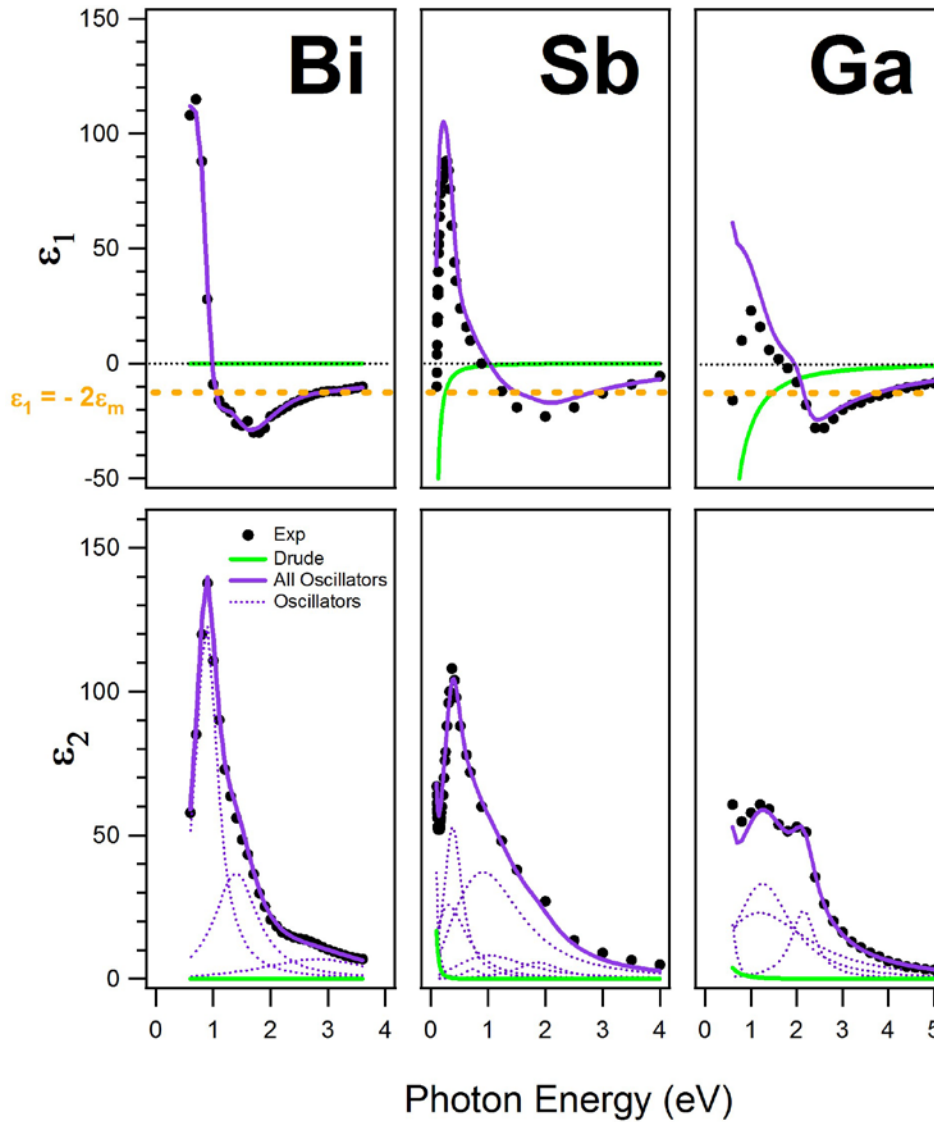 Bi Sb Ga
150
100
50
0
-50
ε1
ε1 = - 2εm
Exp
Drude
All Oscillators
Oscillators
150
100
50
0
ε2
0 1 2 3 4 0 1 2 3 4 0 1 2 3 4 5
Photon Energy (eV)